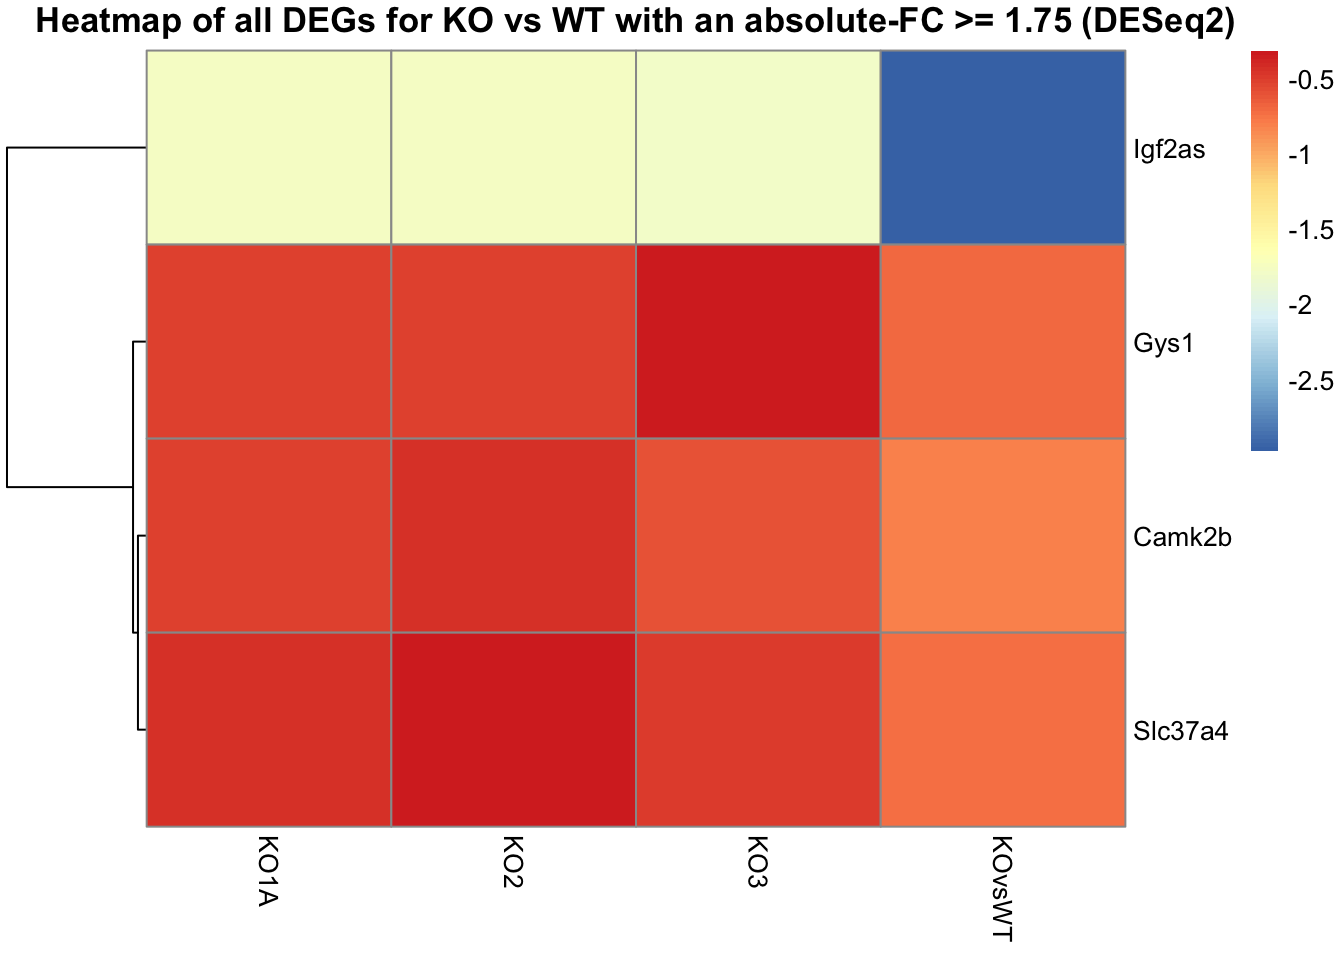 Heatmap of all DEGs for KO vs WT with an absolute-FC >= 1.75 (DESeq2)
-0.5
-1
-1.5
-2
-2.5
Igf2as
Gys1
Camk2b
Slc37a4
KO1A
KO2
KO3
KOvsWT